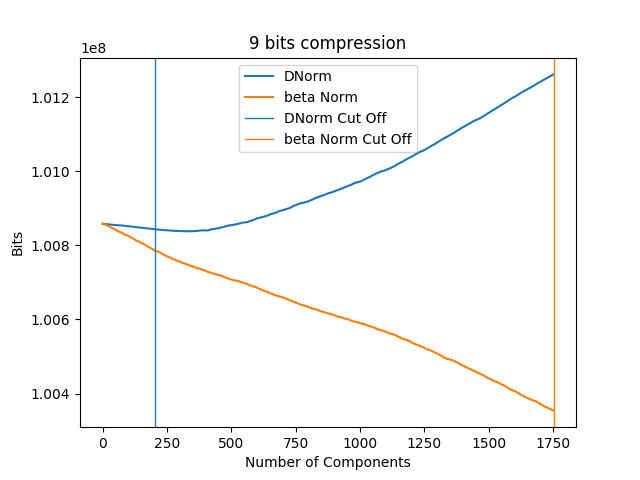 9 bits compression
1e8
DNorm
beta Norm
DNorm Cut Off
beta Norm Cut Off
1.012
1.010
1.008
1.006
1.004
Bits
0 250 500 750 1000 1250 1500 1750
Number of Components